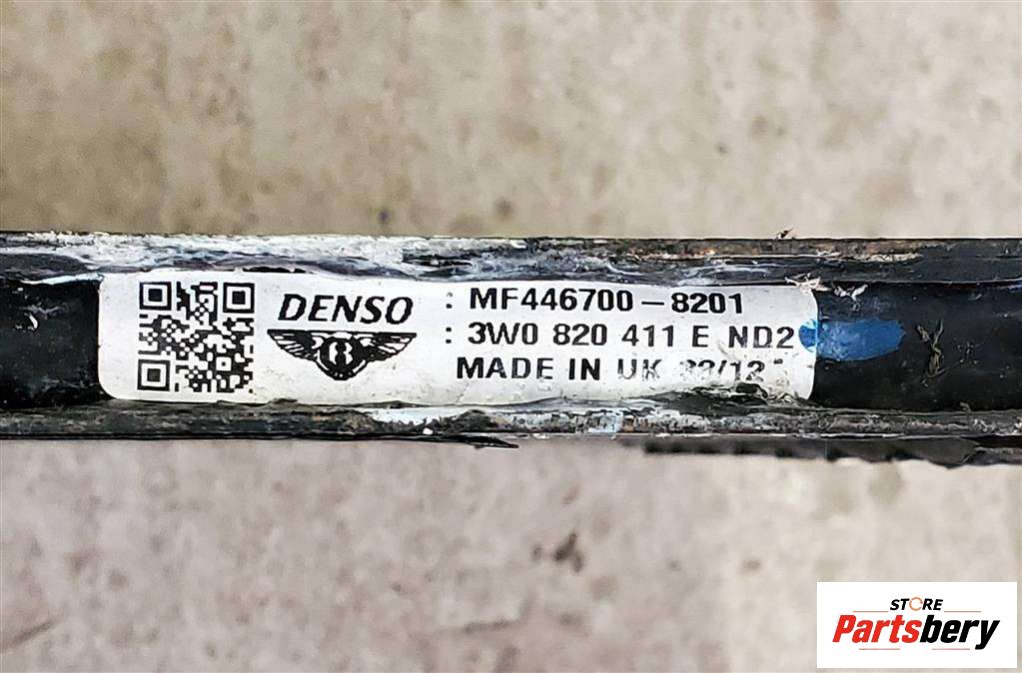 DENSO : MF446700-8201
: 3W0 820 411 E ND2
MADE IN UK
STORE
Partsbery